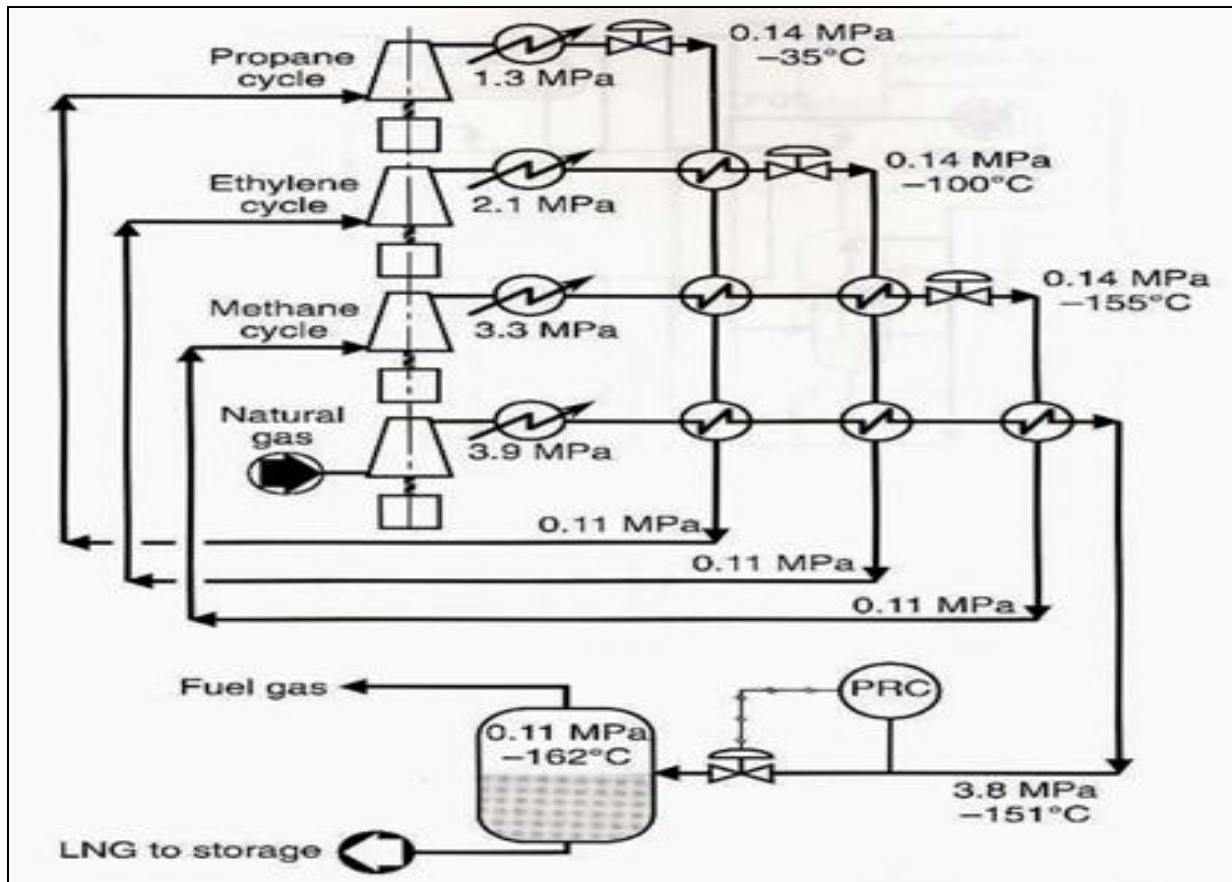 Propane
cycle
1.3 MPa
0.14 MPa
–35°C
Ethylene
cycle
2.1 MPa
0.14 MPa
–100°C
Methane
cycle
3.3 MPa
0.14 MPa
–155°C
Natural
gas
3.9 MPa
0.11 MPa
0.11 MPa
0.11 MPa
Fuel gas
PRC
0.11 MPa
–162°C
3.8 MPa
–151°C
LNG to storage